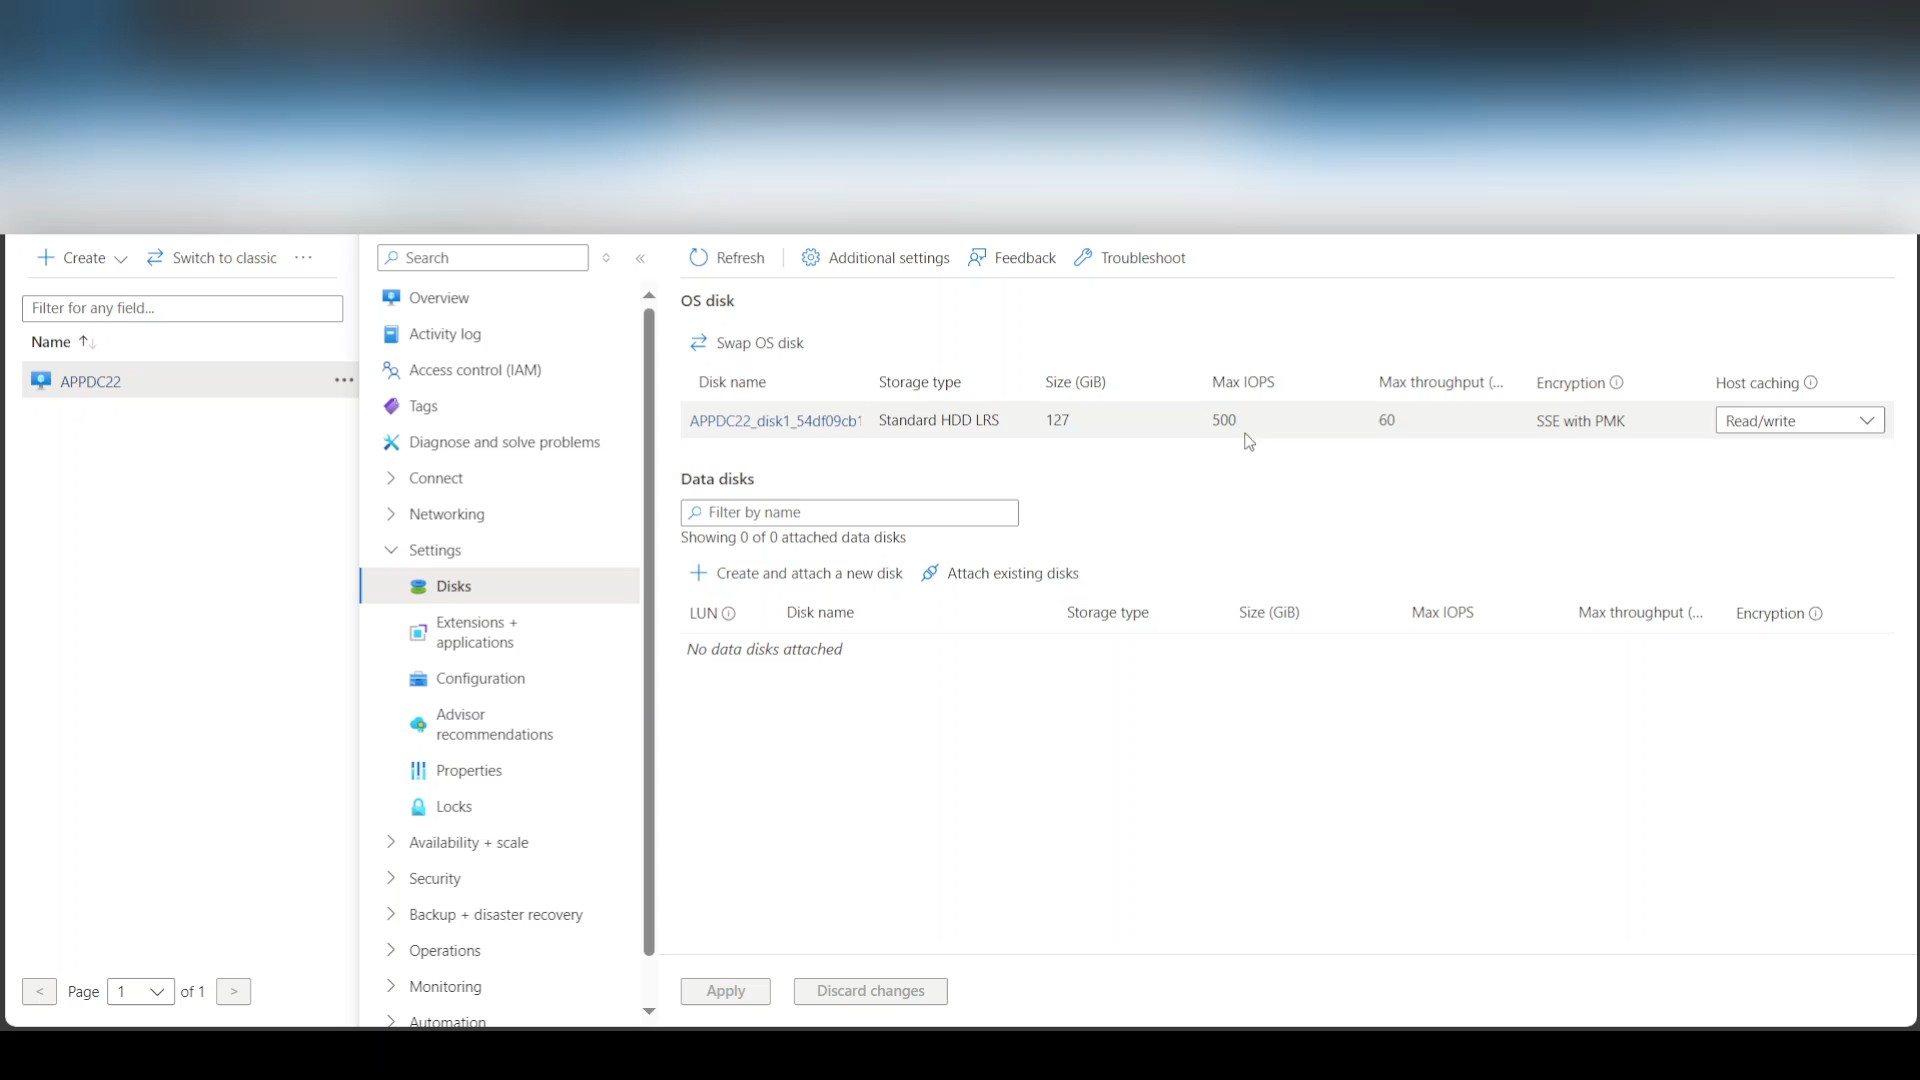 Create
Switch to classic
Filter for any field...
Name
APPDC22
Page 1 of 1
Search
Overview
Activity log
Access control (IAM)
Tags
Diagnose and solve problems
Connect
Networking
Settings
Disks
Extensions +
applications
Configuration
Advisor
recommendations
Properties
Locks
Availability + scale
Security
Backup + disaster recovery
Operations
Monitoring
Automation
Refresh
Additional settings
Feedback
Troubleshoot
OS disk
Swap OS disk
Disk name Storage type Size (GiB) Max IOPS Max throughput (... Encryption Host caching
APPDC22_disk1_54df09cb1 Standard HDD LRS 127 500 60 SSE with PMK Read/write
Data disks
Filter by name
Showing 0 of 0 attached data disks
Create and attach a new disk Attach existing disks
LUN Disk name Storage type Size (GiB) Max IOPS Max throughput (... Encryption
No data disks attached
Apply Discard changes